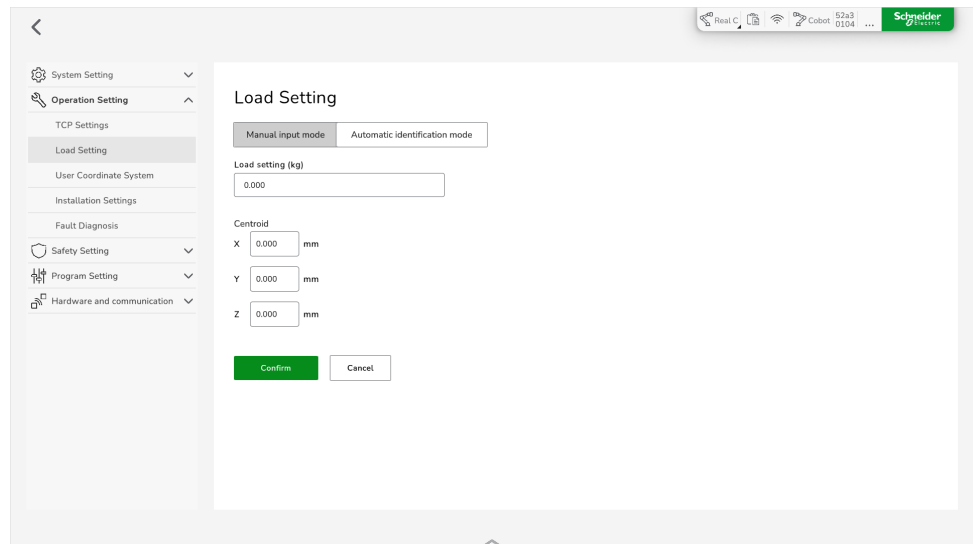 Real C
Cobot
52a3
0104
...
Schneider
Electric
System Setting
Operation Setting
TCP Settings
Load Setting
User Coordinate System
Installation Settings
Fault Diagnosis
Safety Setting
Program Setting
Hardware and communication
Load Setting
Manual input mode
Automatic identification mode
Load setting (kg)
0.000
Centroid
X 0.000 mm
Y 0.000 mm
Z 0.000 mm
Confirm
Cancel